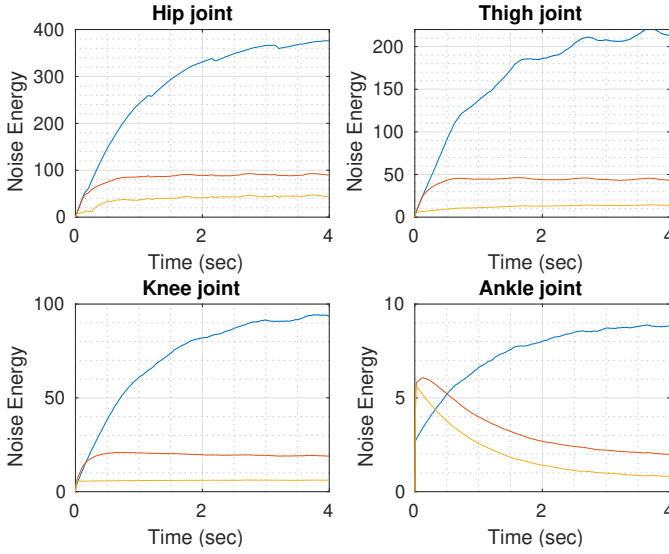 Hip joint
Noise Energy
400
300
200
100
0
0 2 4
Time (sec)
Thigh joint
Noise Energy
200
150
100
50
0
0 2 4
Time (sec)
Knee joint
Noise Energy
100
50
0
0 2 4
Time (sec)
Ankle joint
Noise Energy
10
5
0
0 2 4
Time (sec)